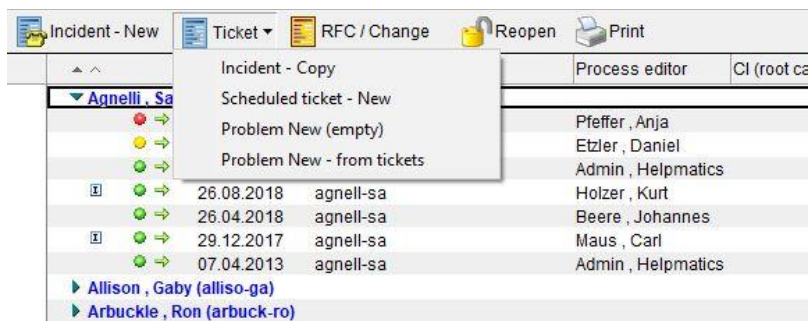 Incident - New Ticket RFC / Change Reopen Print
Incident - Copy Process editor CI (root ca
Scheduled ticket - New
Agnelli , Sa
Problem New (empty) Pfeffer , Anja
Etzler , Daniel
Problem New - from tickets Admin , Helpmatics
I 26.08.2018 agnell-sa Holzer , Kurt
26.04.2018 agnell-sa Beere , Johannes
I 29.12.2017 agnell-sa Maus , Carl
07.04.2013 agnell-sa Admin , Helpmatics
Allison , Gaby (alliso-ga)
Arbuckle , Ron (arbuck-ro)